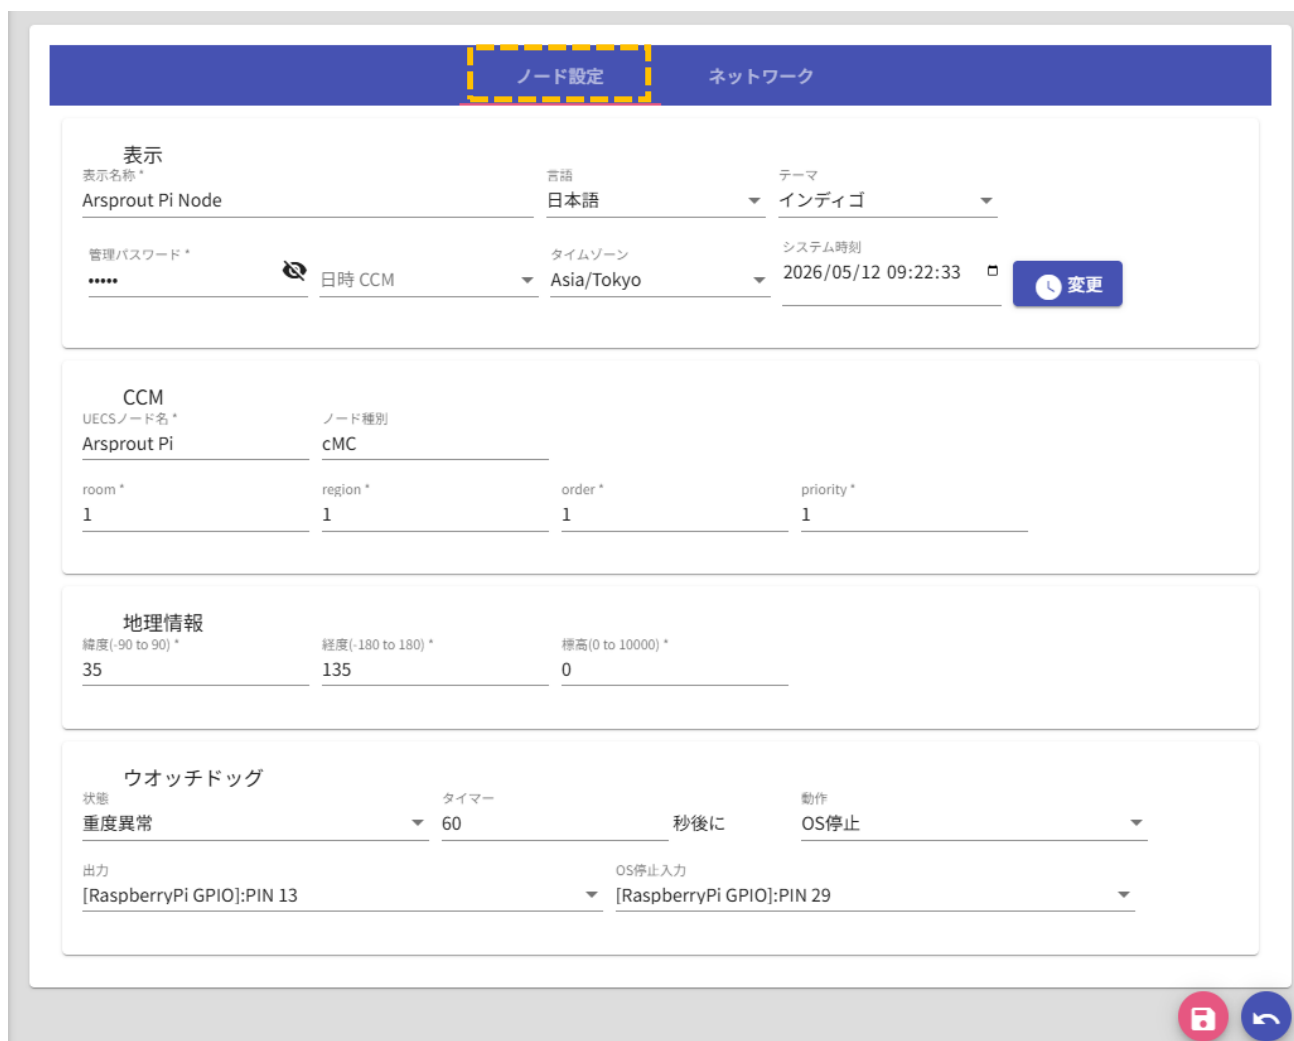 ノード設定 ネットワーク
表示
表示名称 * 言語 テーマ
Arsprout Pi Node 日本語 インディゴ
管理パスワード * タイムゾーン システム時刻
••••• 日時 CCM Asia/Tokyo 2026/05/12 09:22:33 変更
CCM
UECSノード名 * ノード種別
Arsprout Pi cMC
room * region * order * priority *
1 1 1 1
地理情報
緯度(-90 to 90) * 経度(-180 to 180) * 標高(0 to 10000) *
35 135 0
ウオッチドッグ
状態 タイマー 動作
重度異常 60 秒後に OS停止
出力 OS停止入力
[RaspberryPi GPIO]:PIN 13 [RaspberryPi GPIO]:PIN 29